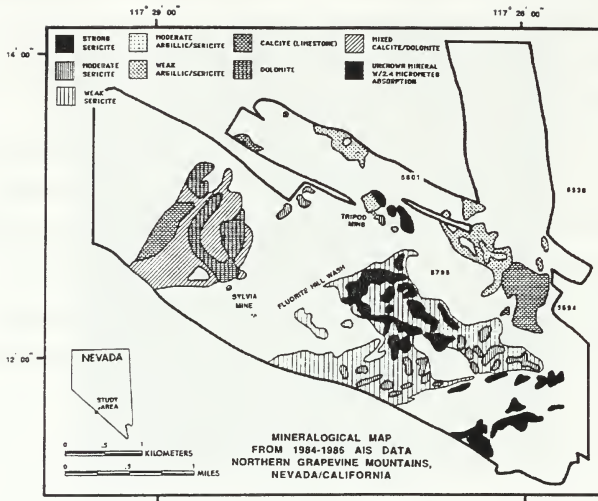 117° 29' 00"
117° 26' 00"
14' 00"
12' 00"
STRONG
SERICITE
MODERATE
ARGILLIC/SERICITE
CALCITE (LIMESTONE)
MIXED
CALCITE/DOLOMITE
MODERATE
SERICITE
WEAK
ARGILLIC/SERICITE
DOLOMITE
UNKNOWN MINERAL
W/2.4 MICROMETER
ABSORPTION
WEAK
SERICITE
5801
TRIPOD
MINE
SYLVIA
MINE
FLUORITE HILL WASH
NEVADA
STUDY
AREA
0 .5 1
KILOMETERS
0 .5 1
MILES
MINERALOGICAL MAP
FROM 1984-1985 AIS DATA
NORTHERN GRAPEVINE MOUNTAINS,
NEVADA/CALIFORNIA